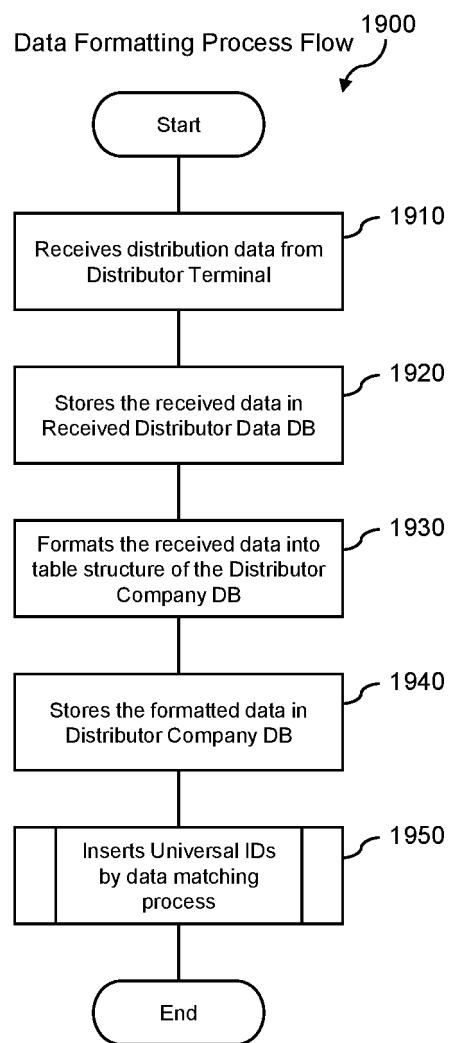 Data Formatting Process Flow
1900
Start
1910
Receives distribution data from
Distributor Terminal
1920
Stores the received data in
Received Distributor Data DB
1930
Formats the received data into
table structure of the Distributor
Company DB
1940
Stores the formatted data in
Distributor Company DB
1950
Inserts Universal IDs
by data matching
process
End